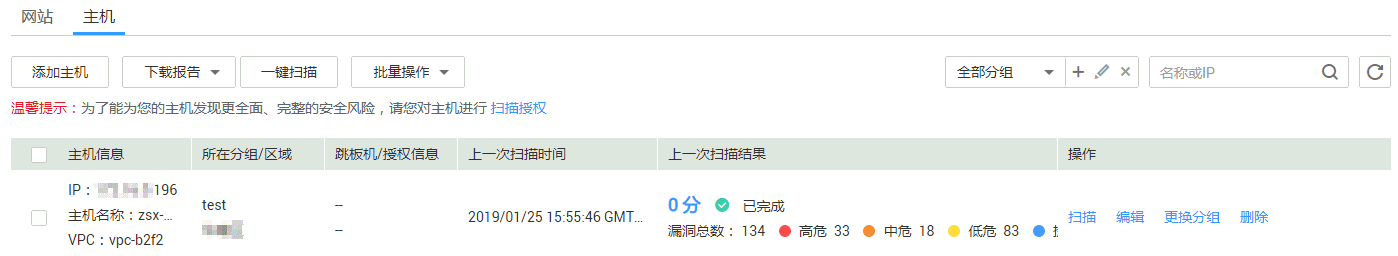 网站 主机
添加主机 下载报告 一键扫描 批量操作 全部分组 名称或IP
温馨提示：为了能为您的主机发现更全面、完整的安全风险，请您对主机进行 扫描授权
主机信息 所在分组/区域 跳板机/授权信息 上一次扫描时间 上一次扫描结果 操作
IP： 196
主机名称：zsx-...
VPC：vpc-b2f2
test
--
--
2019/01/25 15:55:46 GMT...
0 分 已完成
漏洞总数： 134 高危 33 中危 18 低危 83
扫描 编辑 更换分组 删除